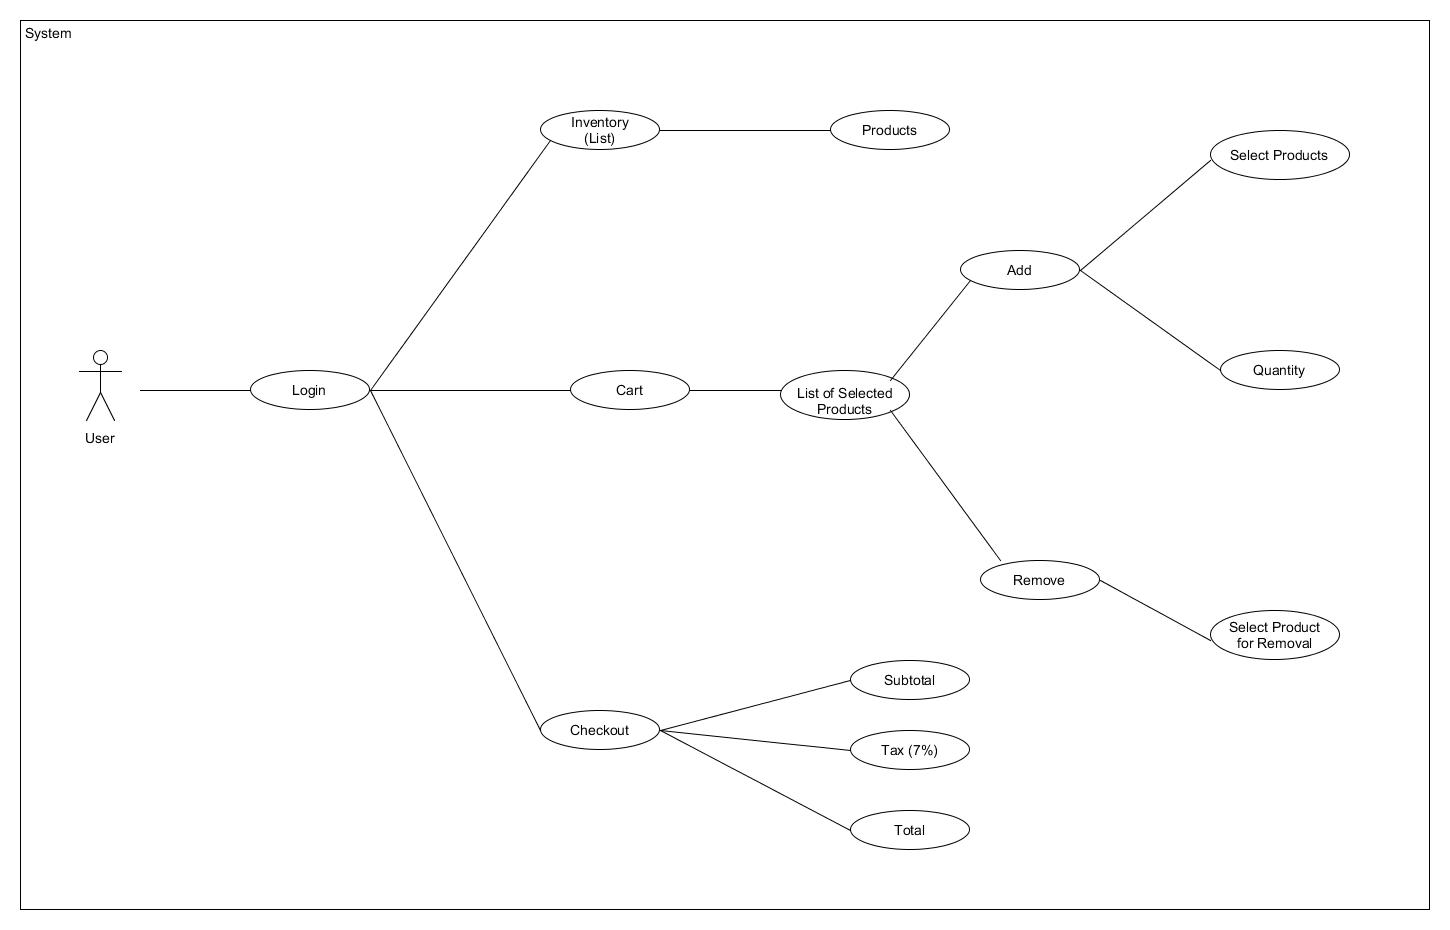 System
Inventory
(List)
Products
Select Products
Add
Login
Cart
List of Selected
Products
Quantity
User
Remove
Select Product
for Removal
Subtotal
Checkout
Tax (7%)
Total